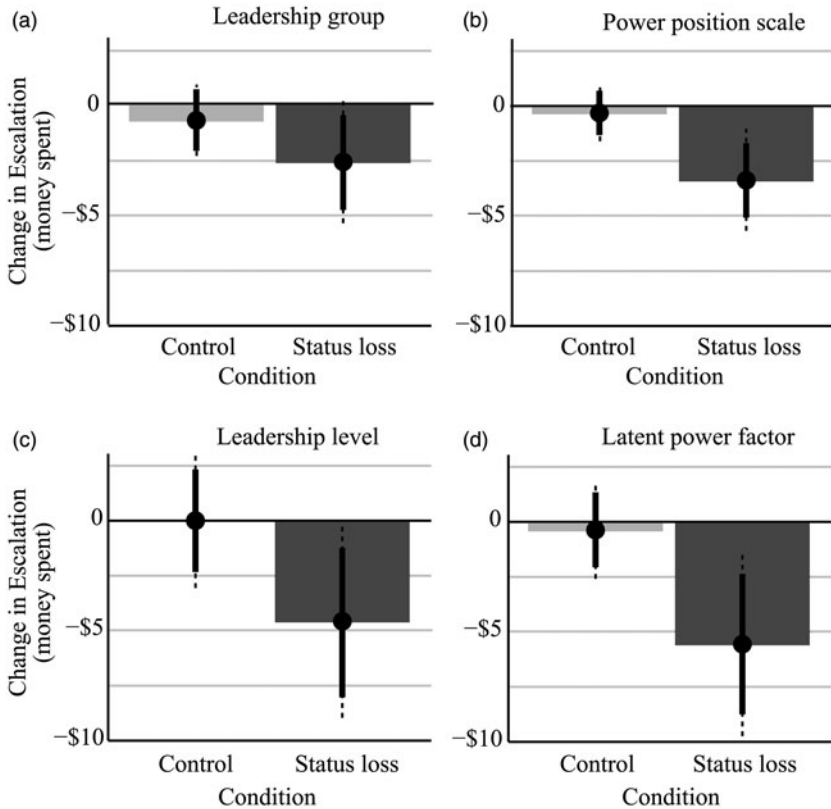 (a) Leadership group
(b) Power position scale
Change in Escalation
(money spent)
0
−$5
−$10
0
−$5
−$10
Control Status loss
Condition
Control Status loss
Condition
(c) Leadership level
(d) Latent power factor
Change in Escalation
(money spent)
0
−$5
−$10
0
−$5
−$10
Control Status loss
Condition
Control Status loss
Condition